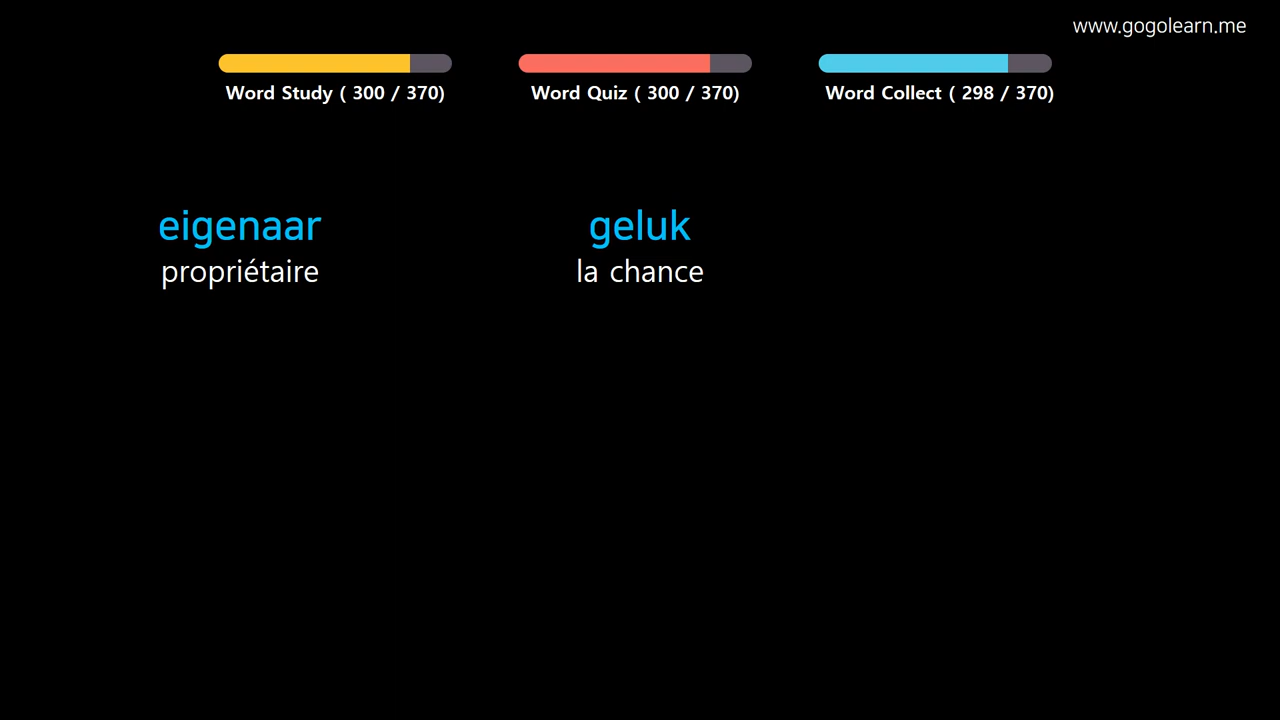 www.gogolearn.me
Word Study ( 300 / 370)
Word Quiz ( 300 / 370)
Word Collect ( 298 / 370)
eigenaar
propriétaire
geluk
la chance